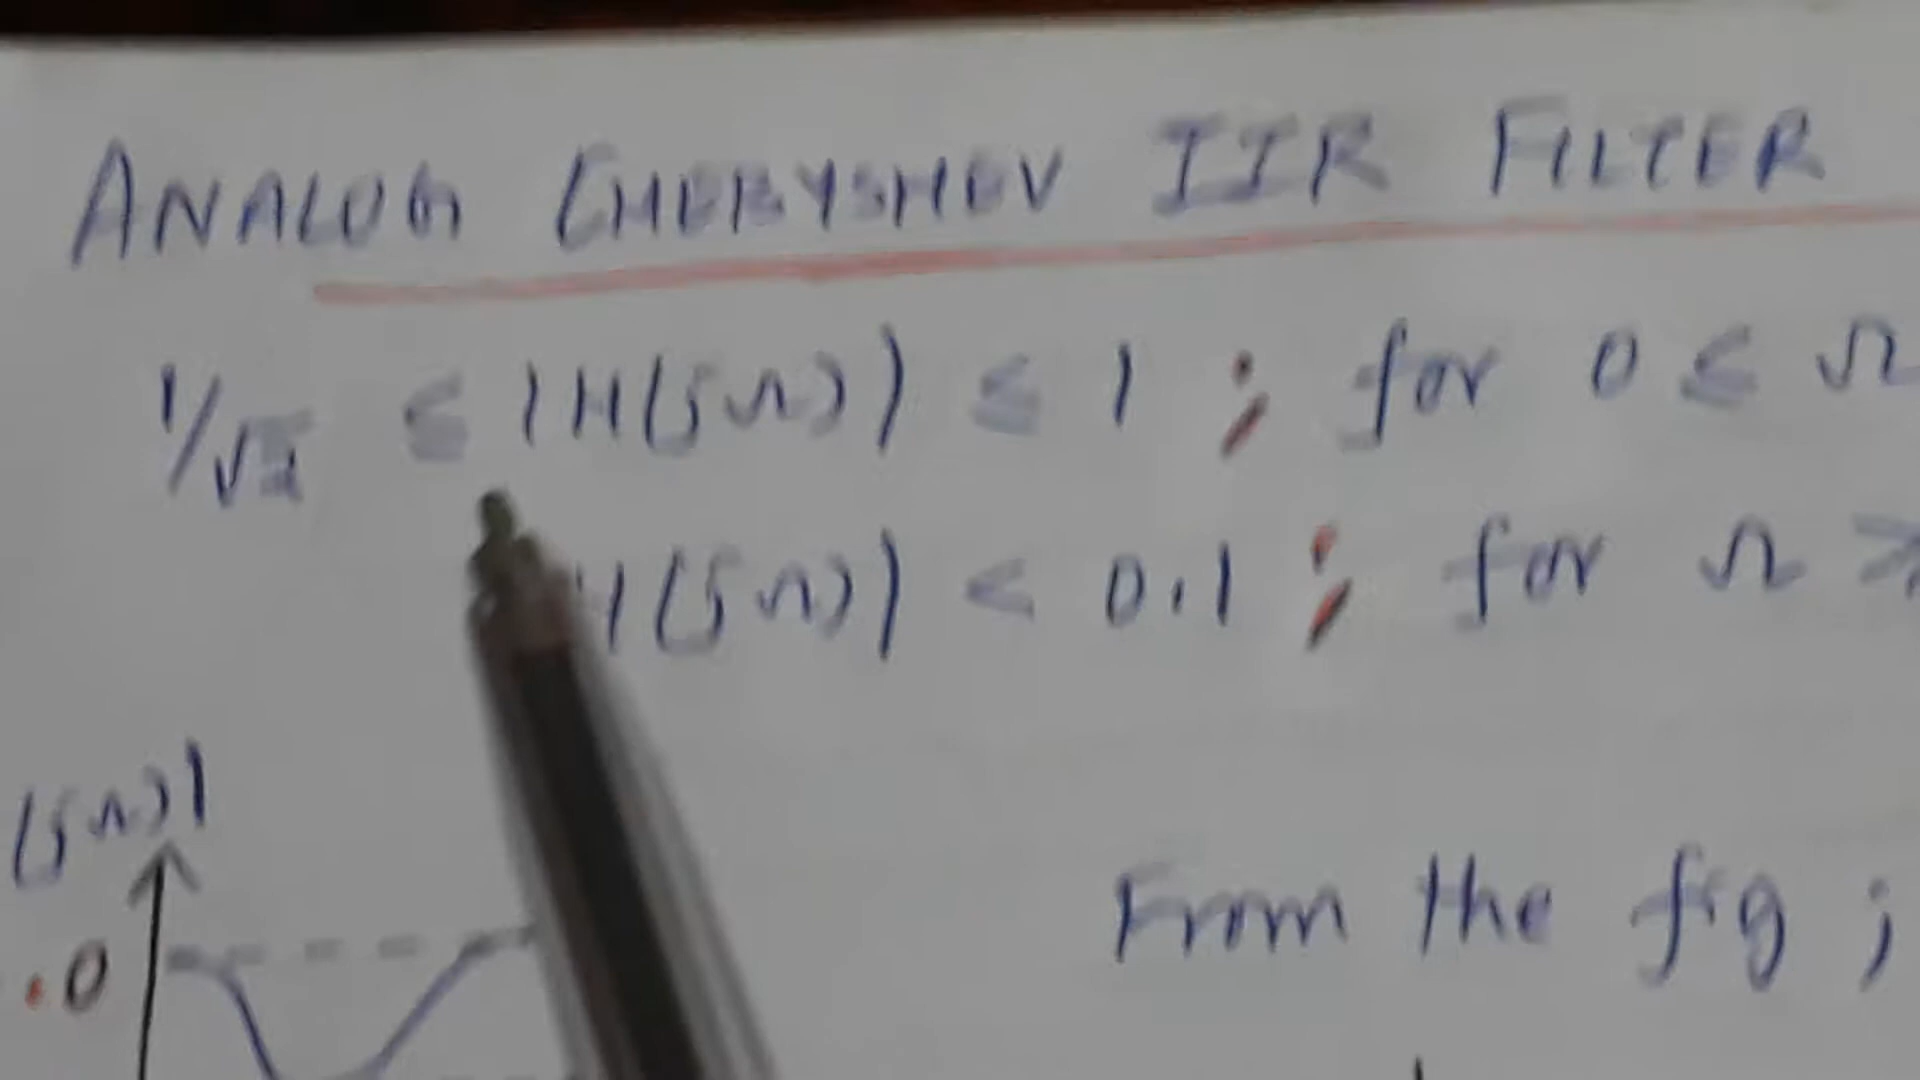 ANALOG CHEBYSHEV IIR FILTER
1/√2 ≤ |H(jΩ)| ≤ 1 ; for 0 ≤ Ω
H(jΩ)| < 0.1 ; for Ω >
(jΩ)|
From the fig ;
.0